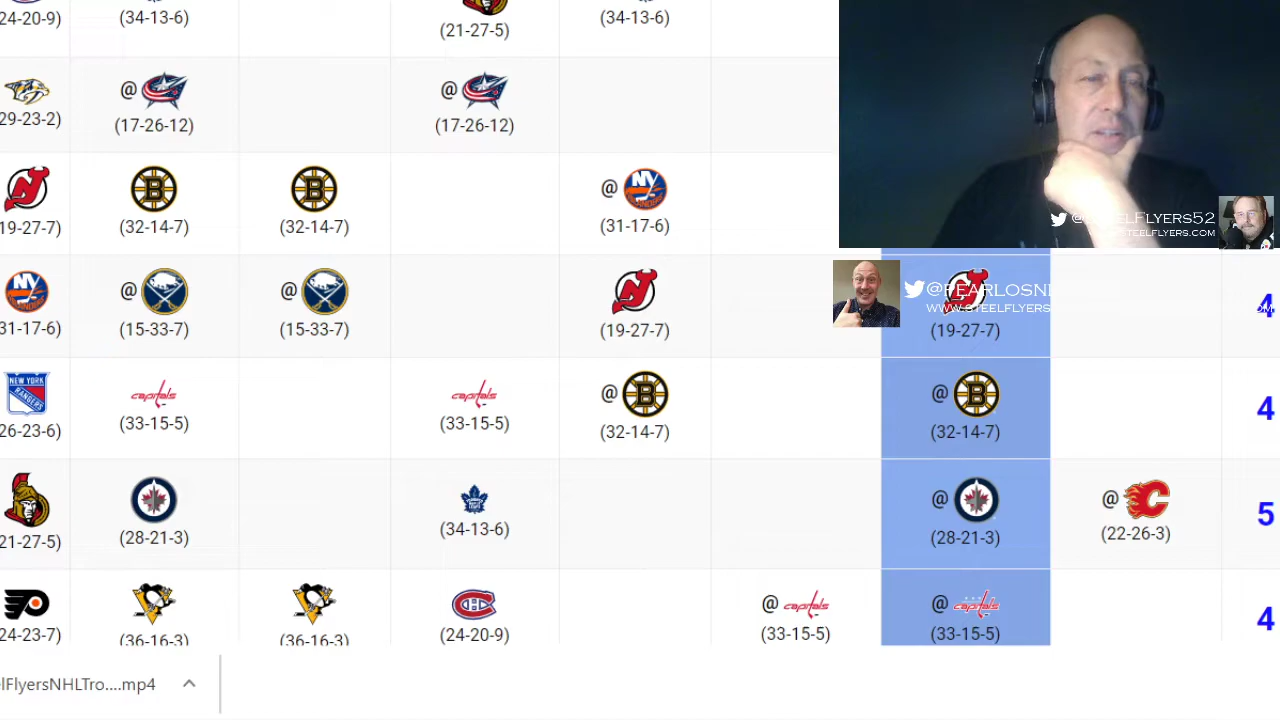 24-20-9) (34-13-6) (21-27-5) (34-13-6)
29-23-2) @ (17-26-12) @ (17-26-12)
19-27-7) (32-14-7) (32-14-7) @ NY (31-17-6)
31-17-6) @ (15-33-7) @ (15-33-7) (19-27-7) (19-27-7) 4
NEW YORK RANGERS 26-23-6) capitals (33-15-5) capitals (33-15-5) @ B (32-14-7) @ B (32-14-7) 4
21-27-5) (28-21-3) (34-13-6) @ (28-21-3) @ (22-26-3) 5
24-23-7) (36-16-3) (36-16-3) (24-20-9) @ capitals (33-15-5) @ capitals (33-15-5) 4
lFlyersNHLTro....mp4